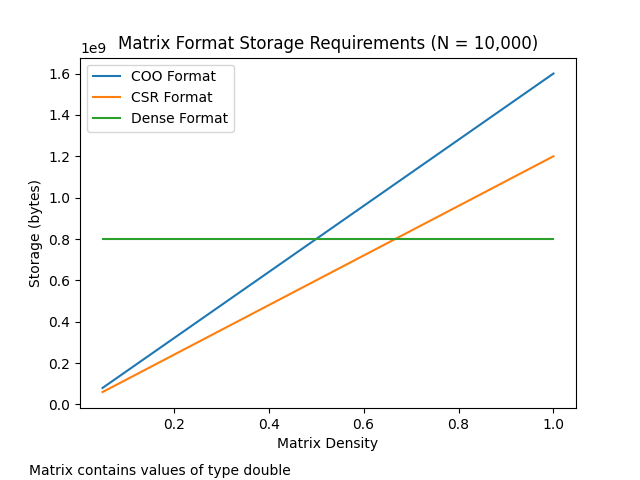 Matrix Format Storage Requirements (N = 10,000)
1e9
COO Format
CSR Format
Dense Format
1.6
1.4
1.2
1.0
0.8
0.6
0.4
0.2
0.0
Storage (bytes)
0.2 0.4 0.6 0.8 1.0
Matrix Density
Matrix contains values of type double